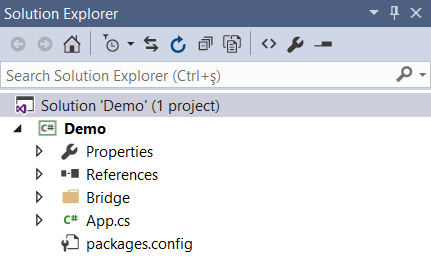 Solution Explorer
Search Solution Explorer (Ctrl+ş)
Solution 'Demo' (1 project)
C# Demo
Properties
References
Bridge
C# App.cs
packages.config